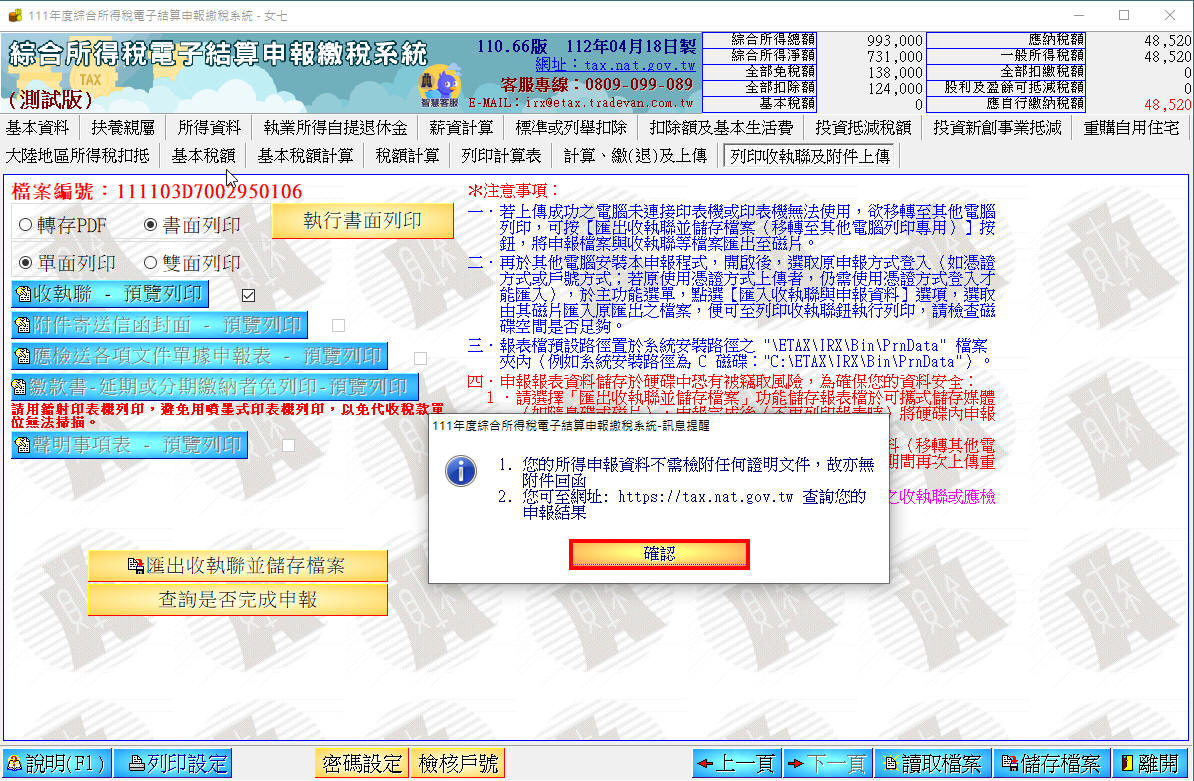 111年度綜合所得稅電子結算申報繳稅系統 - 女七
綜合所得稅電子結算申報繳稅系統
TAX
(測試版)
110.66版 112年04月18日製
網址：tax.nat.gov.tw
客服專線：0809-099-089
E-MAIL：irx@etax.tradevan.com.tw
智慧客服
綜合所得總額 993,000 應納稅額 48,520
綜合所得淨額 731,000 一般所得稅額 48,520
全部免稅額 138,000 全部扣繳稅額 0
全部扣除額 124,000 股利及盈餘可抵減稅額 0
基本稅額 0 應自行繳納稅額 48,520
基本資料 扶養親屬 所得資料 執業所得自提退休金 薪資計算 標準或列舉扣除 扣除額及基本生活費 投資抵減稅額 投資新創事業抵減 重購自用住宅
大陸地區所得稅扣抵 基本稅額 基本稅額計算 稅額計算 列印計算表 計算、繳(退)及上傳 列印收執聯及附件上傳
檔案編號：111103D7002950106
轉存PDF 書面列印 執行書面列印
單面列印 雙面列印
收執聯 - 預覽列印
附件寄送信函封面 - 預覽列印
應檢送各項文件單據申報表 - 預覽列印
繳款書-延期或分期繳納者免列印-預覽列印
請用鐳射印表機列印，避免用噴墨式印表機列印，以免代收稅款單
位無法掃描。
聲明事項表 - 預覽列印
匯出收執聯並儲存檔案
查詢是否完成申報
※注意事項：
一．若上傳成功之電腦未連接印表機或印表機無法使用，欲移轉至其他電腦
列印，可按【匯出收執聯並儲存檔案（移轉至其他電腦列印專用）】按
鈕，將申報檔案與收執聯等檔案匯出至磁片。
二．再於其他電腦安裝本申報程式，開啟後，選取原申報方式登入（如憑證
方式或戶號方式；若原使用憑證方式上傳者，仍需使用憑證方式登入才
能匯入），於主功能選單，點選【匯入收執聯與申報資料】選項，選取
由其磁片匯入原匯出之檔案，便可至列印收執聯鈕執行列印，請檢查磁
碟空間是否足夠。
三．報表檔預設路徑置於系統安裝路徑之 "\ETAX\IRX\Bin\PrnData" 檔案
夾內（例如系統安裝路徑為 C 磁碟："C:\ETAX\IRX\Bin\PrnData"）。
四．申報報表資料儲存於硬碟中恐有被竊取風險，為確保您的資料安全：
1．請選擇「匯出收執聯並儲存檔案」功能儲存報表檔於可攜式儲存媒體
（如隨身碟或磁片），申報完成後（不再列印報表時）將硬碟內申報
料（移轉其他電
期間再次上傳重
之收執聯或應檢
111年度綜合所得稅電子結算申報繳稅系統-訊息提醒
1. 您的所得申報資料不需檢附任何證明文件，故亦無
附件回函
2. 您可至網址: https://tax.nat.gov.tw 查詢您的
申報結果
確認
說明(F1) 列印設定 密碼設定 檢核戶號 上一頁 下一頁 讀取檔案 儲存檔案 離開